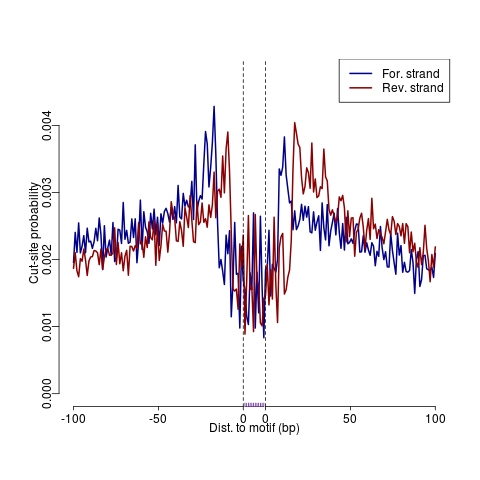 For. strand
Rev. strand
Cut-site probability
0.004
0.003
0.002
0.001
0.000
-100 -50 0 0 50 100
Dist. to motif (bp)